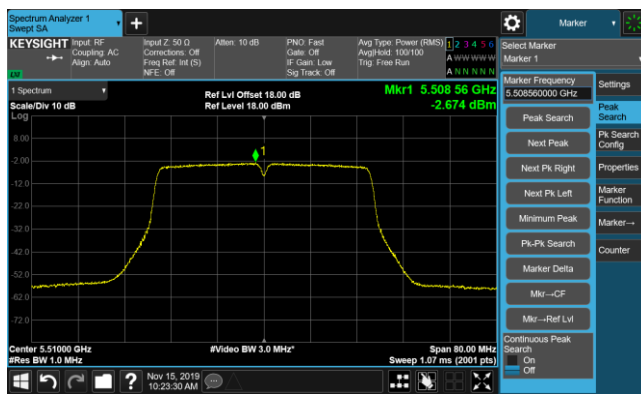 Spectrum Analyzer 1
Swept SA
Marker
KEYSIGHT
Input: RF
Coupling: AC
Align: Auto
Input Z: 50 Ω
Corrections: Off
Freq Ref: Int (S)
NFE: Off
Atten: 10 dB
PNO: Fast
Gate: Off
IF Gain: Low
Sig Track: Off
Avg Type: Power (RMS)
Avg|Hold: 100/100
Trig: Free Run
1 2 3 4 5 6
A W W W W W
A N N N N N
Select Marker
Marker 1
Marker Frequency
5.508560000 GHz
Peak Search
Next Peak
Next Pk Right
Next Pk Left
Minimum Peak
Pk-Pk Search
Marker Delta
Mkr→CF
Mkr→Ref Lvl
Continuous Peak
Search
On
Off
Settings
Peak
Search
Pk Search
Config
Properties
Marker
Function
Marker→
Counter
1 Spectrum
Scale/Div 10 dB
Log
Ref Lvl Offset 18.00 dB
Ref Level 18.00 dBm
Mkr1 5.508 56 GHz
-2.674 dBm
1
8.00
-2.00
-12.0
-22.0
-32.0
-42.0
-52.0
-62.0
-72.0
Center 5.51000 GHz
#Res BW 1.0 MHz
#Video BW 3.0 MHz*
Span 80.00 MHz
Sweep 1.07 ms (2001 pts)
Nov 15, 2019
10:23:30 AM